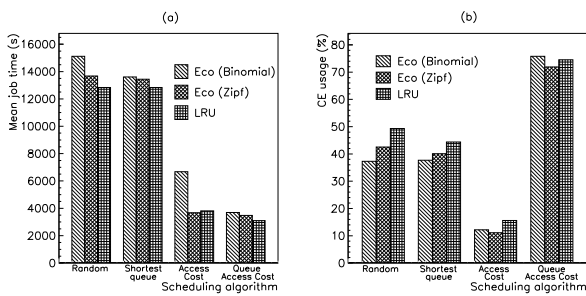 (a)
Mean job time (s)
16000
14000
12000
10000
8000
6000
4000
2000
0
Eco (Binomial)
Eco (Zipf)
LRU
Random
Shortest
queue
Access
Cost
Queue
Access Cost
Scheduling algorithm
(b)
CE usage (%)
80
70
60
50
40
30
20
10
0
Eco (Binomial)
Eco (Zipf)
LRU
Random
Shortest
queue
Access
Cost
Queue
Access Cost
Scheduling algorithm